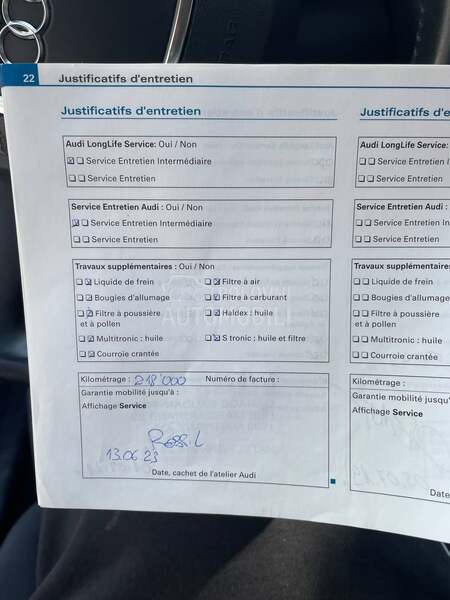 22 Justificatifs d'entretien
Justificatifs d'entretien
Audi LongLife Service: Oui / Non
Service Entretien Intermédiaire
Service Entretien
Service Entretien Audi : Oui / Non
Service Entretien Intermédiaire
Service Entretien
Travaux supplémentaires : Oui / Non
Liquide de frein Filtre à air
Bougies d'allumage Filtre à carburant
Filtre à poussière Haldex : huile
et à pollen
Multitronic : huile S tronic : huile et filtre
Courroie crantée
Kilométrage : 218'000 Numéro de facture :
Garantie mobilité jusqu'à :
Affichage Service
13.06 23
Date, cachet de l'atelier Audi
Justificatifs d'e
Audi LongLife Service:
Service Entretien In
Service Entretien
Service Entretien Audi
Service Entretien In
Service Entretien
Travaux supplémentaires
Liquide de frein
Bougies d'allumage
Filtre à poussière
et à pollen
Multitronic : huile
Courroie crantée
Kilométrage :
Garantie mobilité jusqu'
Affichage Service
Date